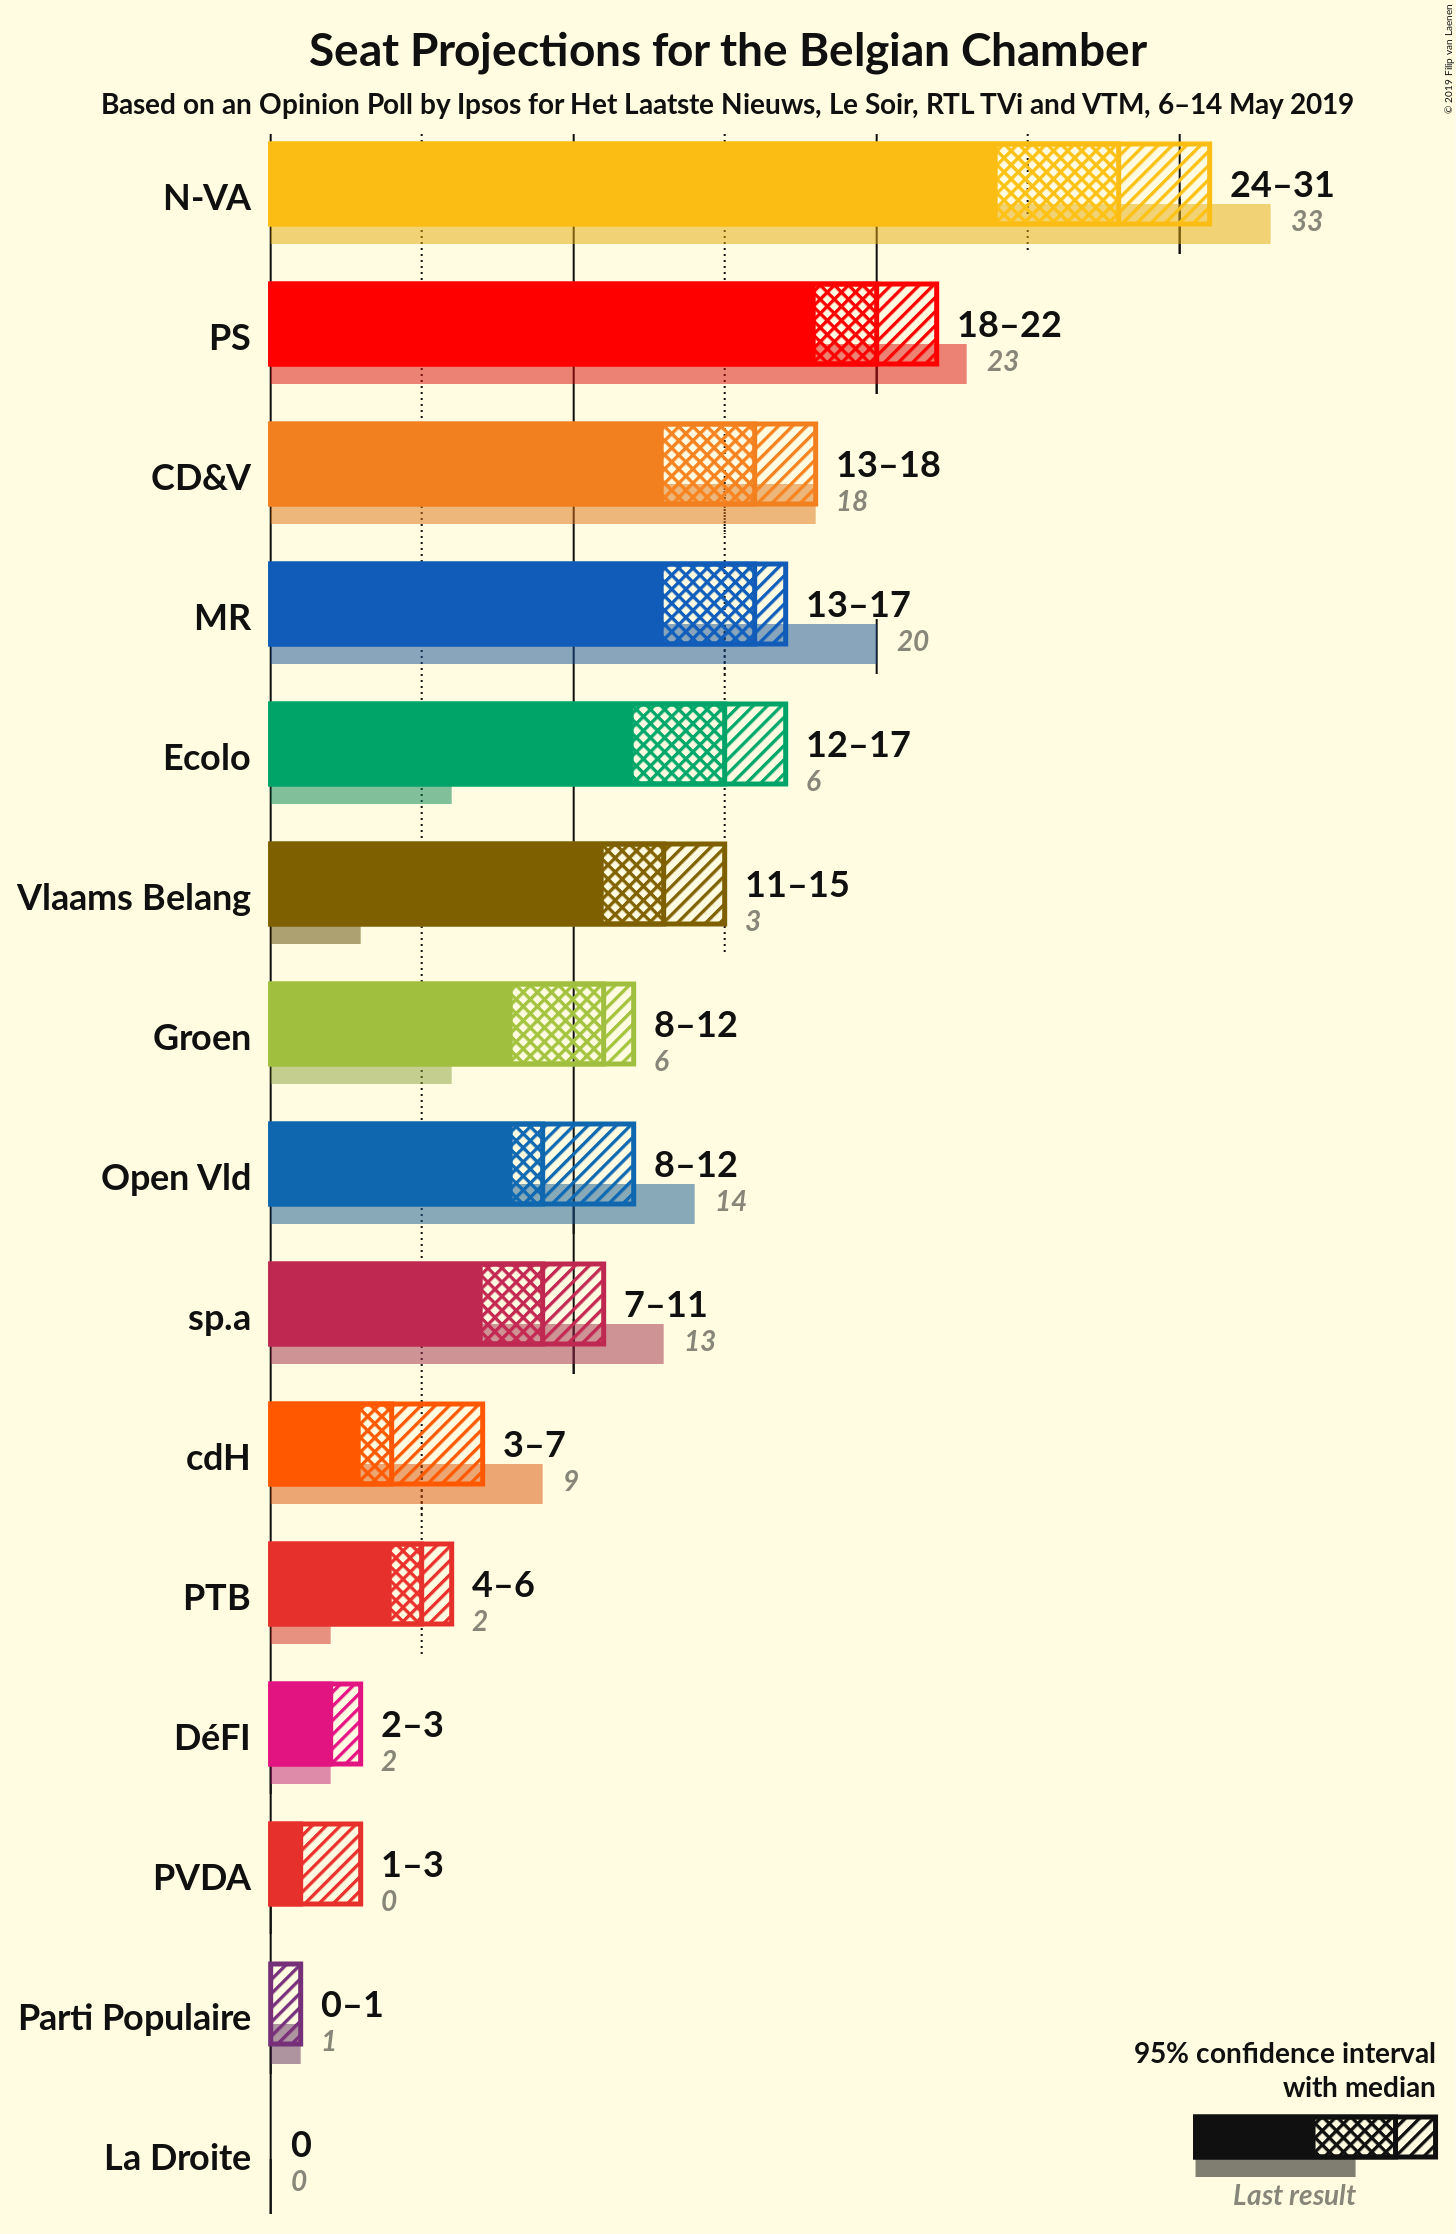 Seat Projections for the Belgian Chamber
Based on an Opinion Poll by Ipsos for Het Laatste Nieuws, Le Soir, RTL TVi and VTM, 6–14 May 2019
© 2019 Filip van Laenen
N-VA
24–31
33
PS
18–22
23
CD&V
13–18
18
MR
13–17
20
Ecolo
12–17
6
Vlaams Belang
11–15
3
Groen
8–12
6
Open Vld
8–12
14
sp.a
7–11
13
cdH
3–7
9
PTB
4–6
2
DéFI
2–3
2
PVDA
1–3
0
Parti Populaire
0–1
1
La Droite
0
0
95% confidence interval
with median
Last result